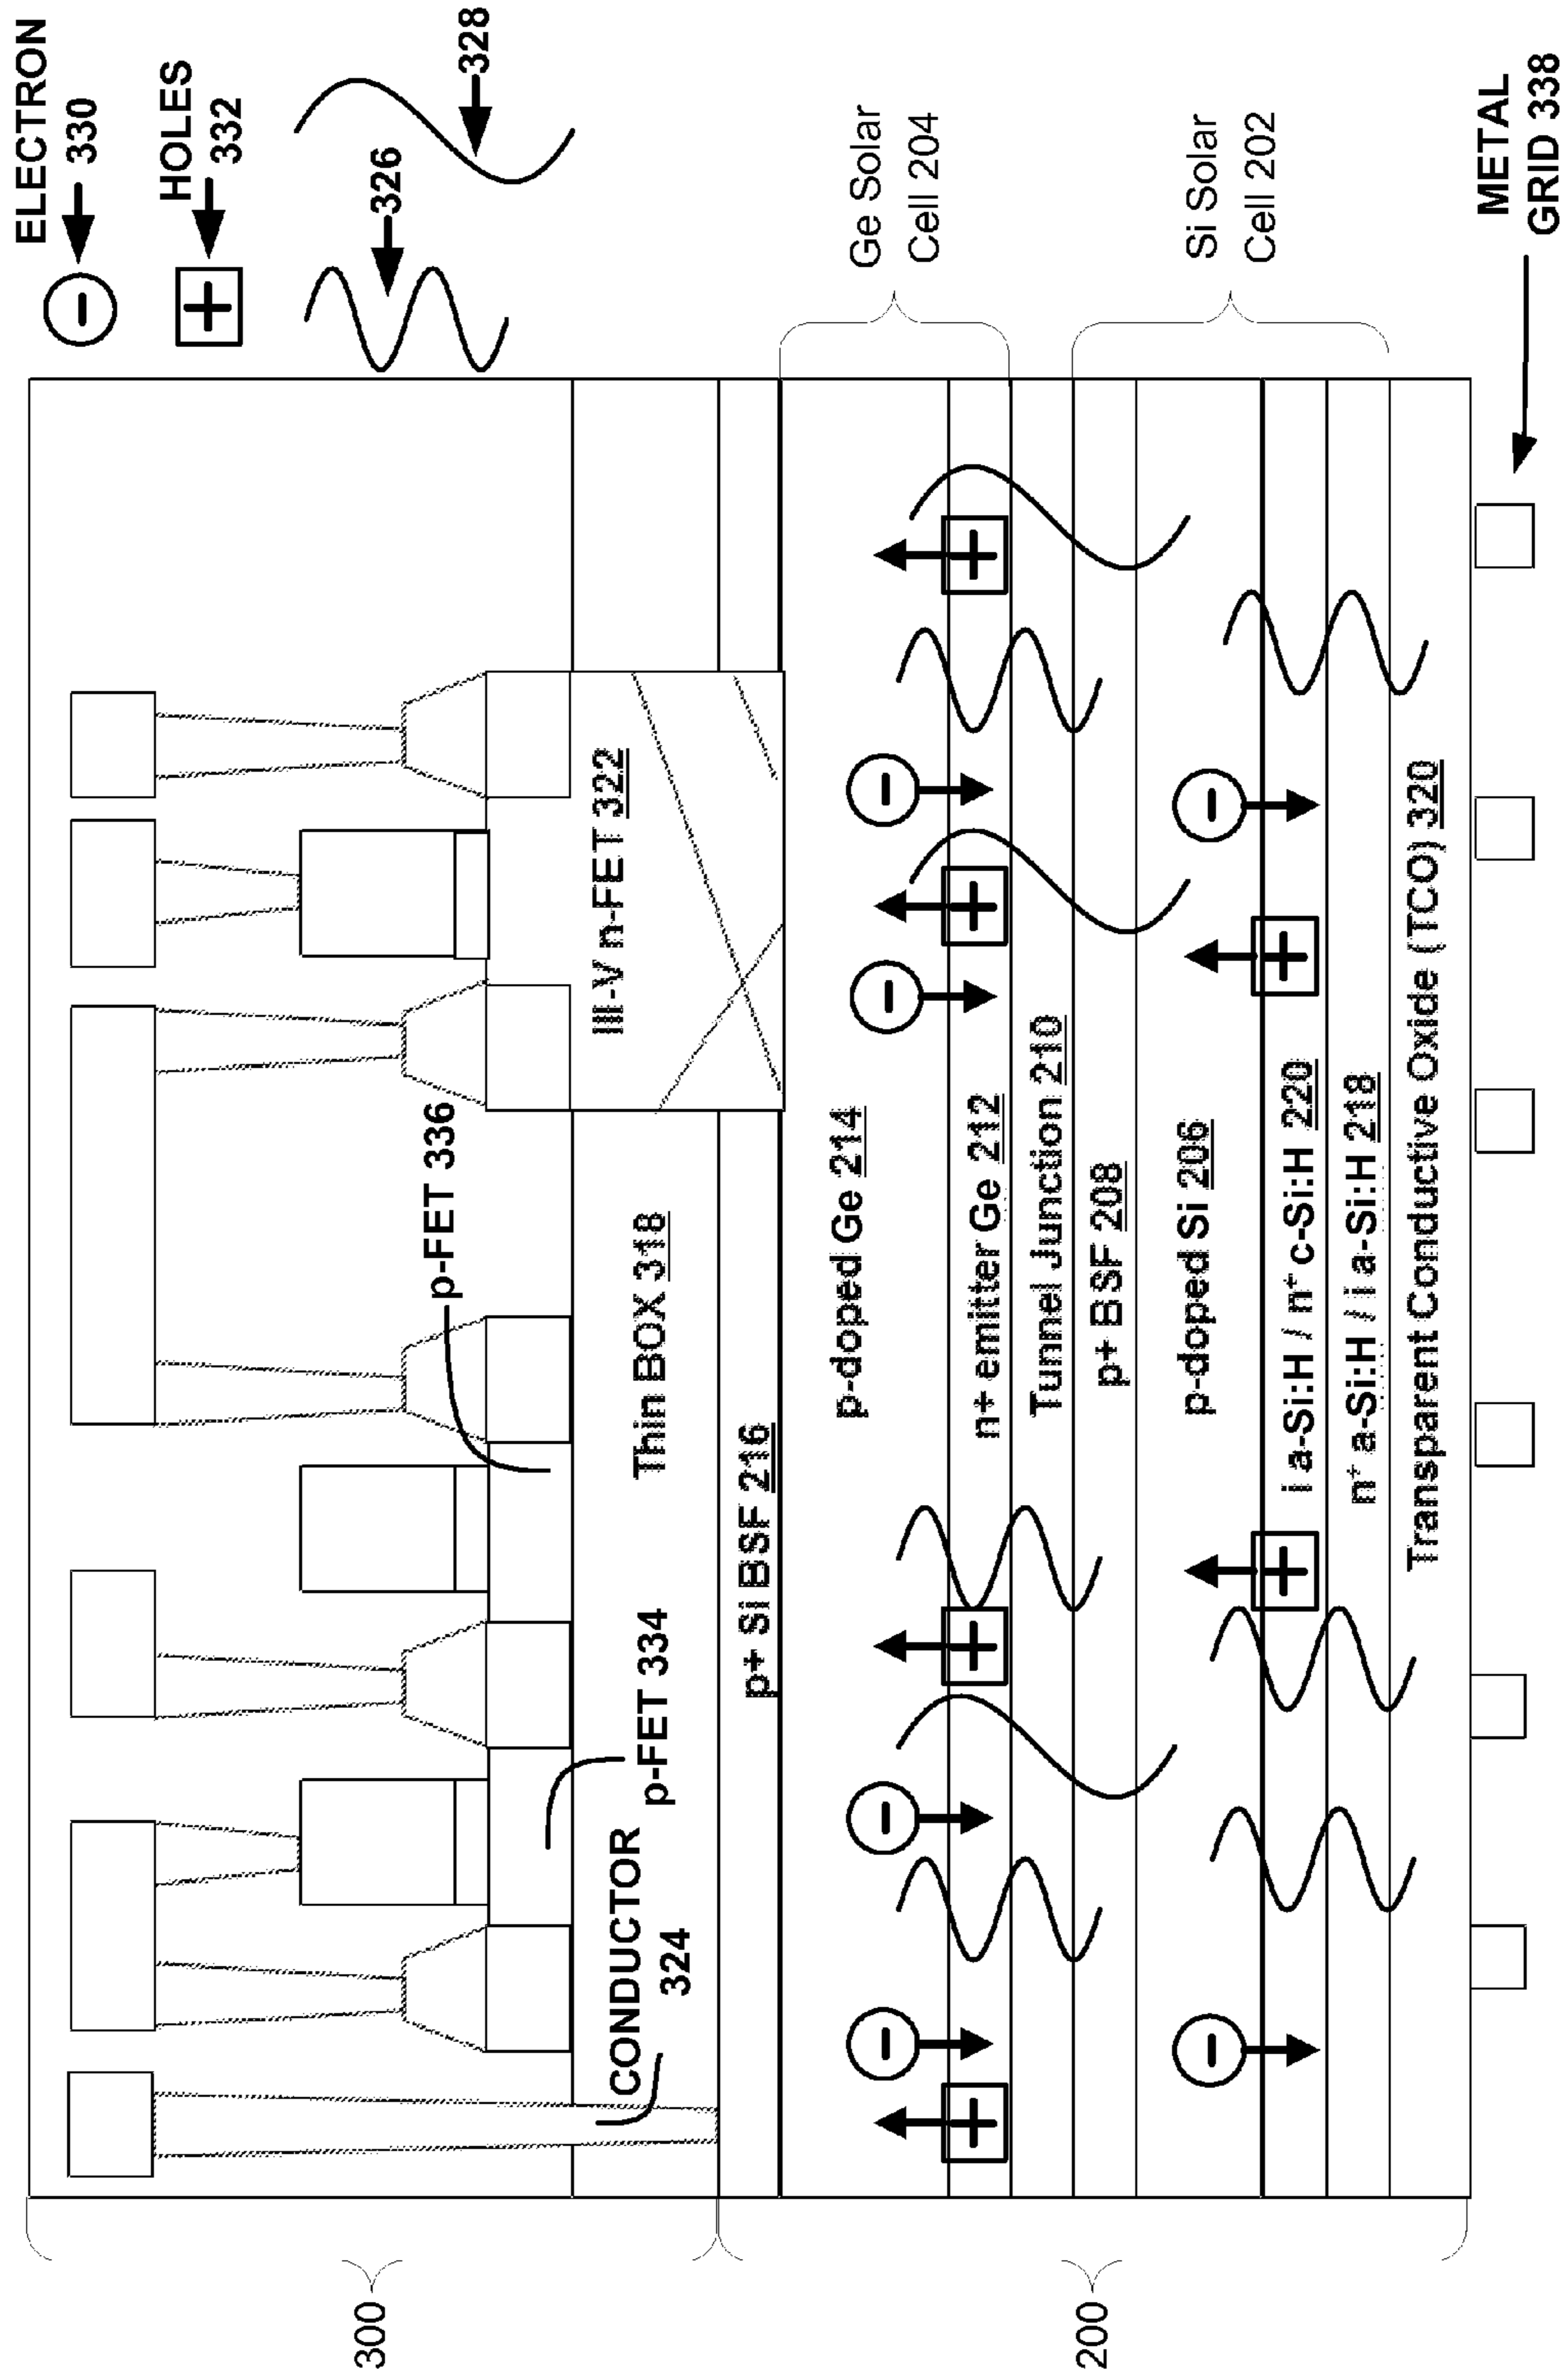 ELECTRON
330
HOLES
332
326
328
300
200
CONDUCTOR
324
p-FET 334
p-FET 336
III-V n-FET 322
Thin BOX 318
p+ Si BSF 216
p-doped Ge 214
n+ emitter Ge 212
Tunnel Junction 210
p+ BSF 208
p-doped Si 206
i a-Si:H / n⁺ c-Si:H 220
n⁺ a-Si:H / i a-Si:H 218
Transparent Conductive Oxide (TCO) 320
Ge Solar
Cell 204
Si Solar
Cell 202
METAL
GRID 338